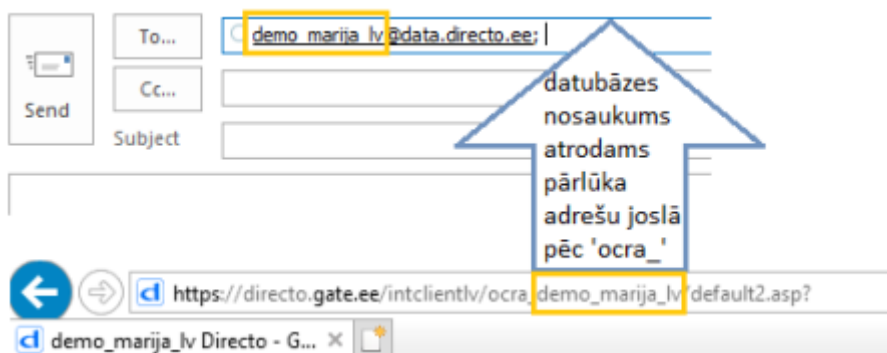 To...
demo_marija_lv@data.directo.ee;
Cc...
Send
Subject
datubāzes
nosaukums
atrodams
pārlūka
adrešu joslā
pēc 'ocra_'
https://directo.gate.ee/intclientlv/ocra_demo_marija_lv/default2.asp?
demo_marija_lv Directo - G...